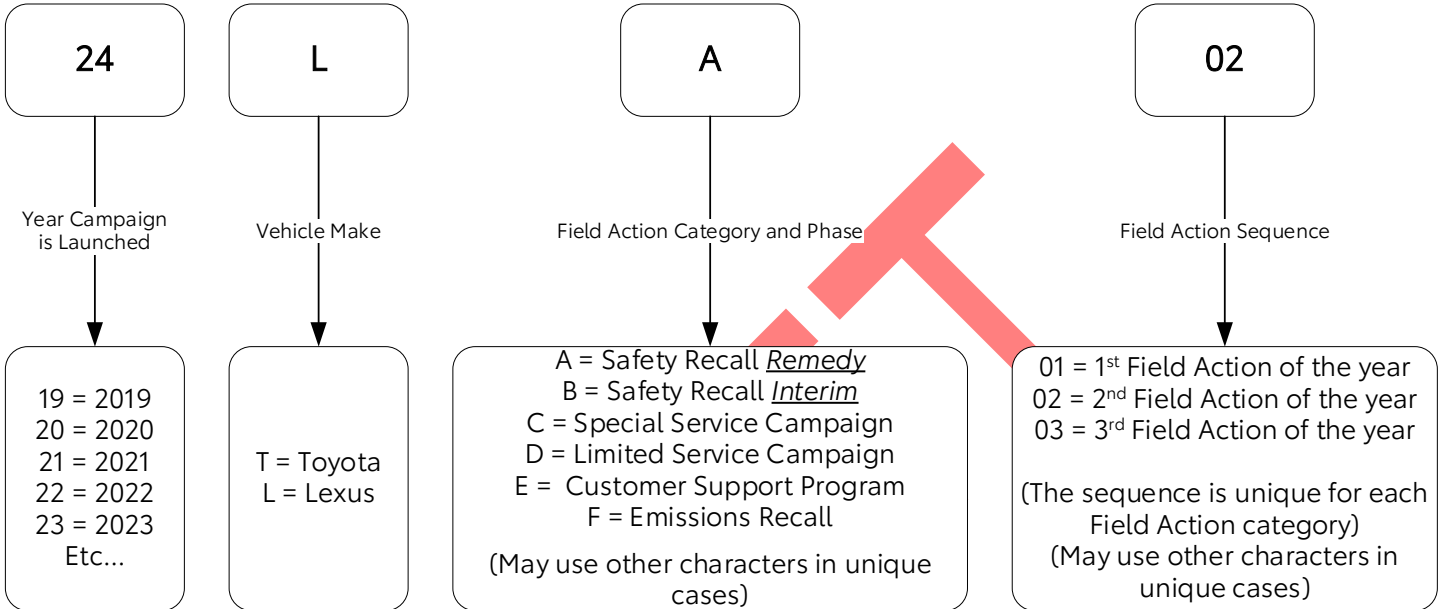 24
L
A
02
Year Campaign
is Launched
Vehicle Make
Field Action Category and Phase
Field Action Sequence
19 = 2019
20 = 2020
21 = 2021
22 = 2022
23 = 2023
Etc...
T = Toyota
L = Lexus
A = Safety Recall Remedy
B = Safety Recall Interim
C = Special Service Campaign
D = Limited Service Campaign
E =  Customer Support Program
F = Emissions Recall
(May use other characters in unique
cases)
01 = 1st Field Action of the year
02 = 2nd Field Action of the year
03 = 3rd Field Action of the year
(The sequence is unique for each
Field Action category)
(May use other characters in
unique cases)